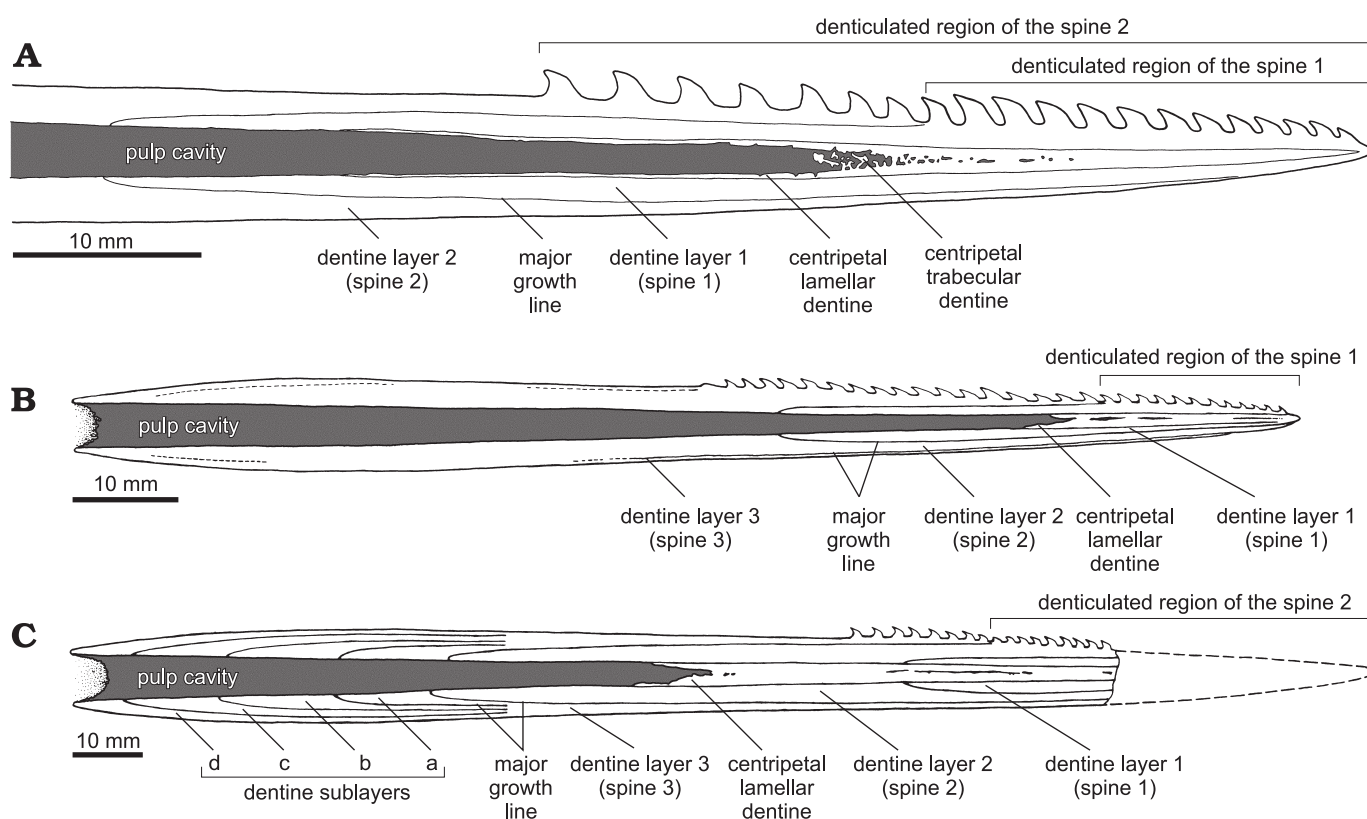 A
denticulated region of the spine 2
denticulated region of the spine 1
pulp cavity
10 mm
dentine layer 2
(spine 2)
major
growth
line
dentine layer 1
(spine 1)
centripetal
lamellar
dentine
centripetal
trabecular
dentine
B
denticulated region of the spine 1
pulp cavity
10 mm
dentine layer 3
(spine 3)
major
growth
line
dentine layer 2
(spine 2)
centripetal
lamellar
dentine
dentine layer 1
(spine 1)
C
denticulated region of the spine 2
pulp cavity
10 mm
d c b a
dentine sublayers
major
growth
line
dentine layer 3
(spine 3)
centripetal
lamellar
dentine
dentine layer 2
(spine 2)
dentine layer 1
(spine 1)